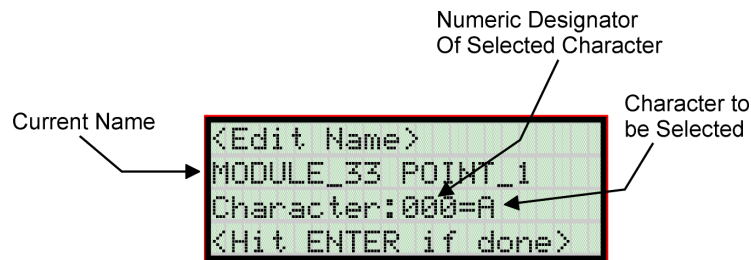 Numeric Designator
Of Selected Character
Character to
be Selected
Current Name
<Edit Name>
MODULE_33 POINT_1
Character:000=A
<Hit ENTER if done>